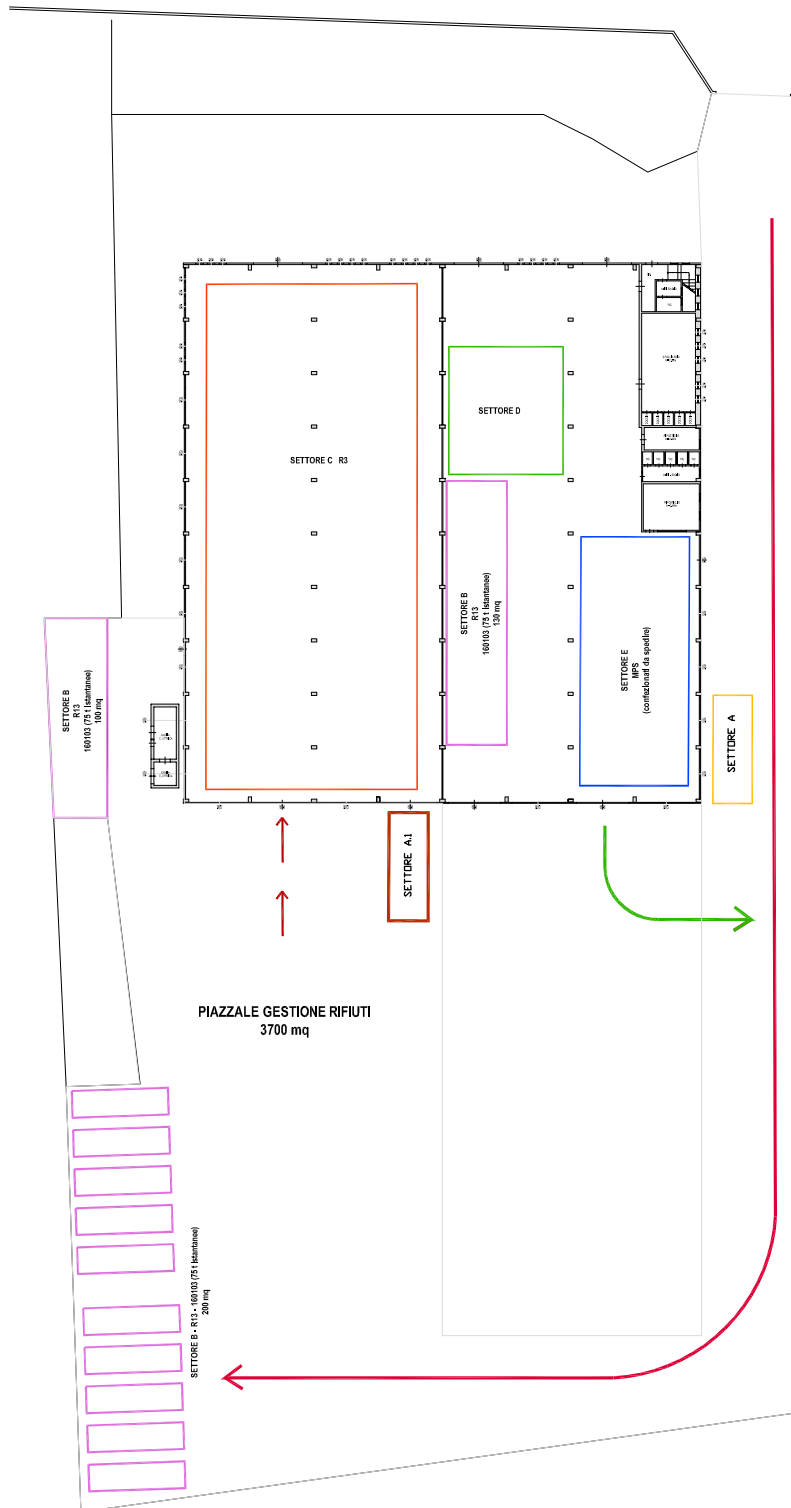 SETTORE D
SETTORE C R3
SETTORE B
R13
160103 (75 t Istantanee)
130 mq
SETTORE E
MPS
(confezionati da spedire)
SETTORE B
R13
160103 (75 t Istantanee)
100 mq
SETTORE A
SETTORE A.1
PIAZZALE GESTIONE RIFIUTI
3700 mq
SETTORE B - R13 - 160103 (75 t Istantanee)
200 mq